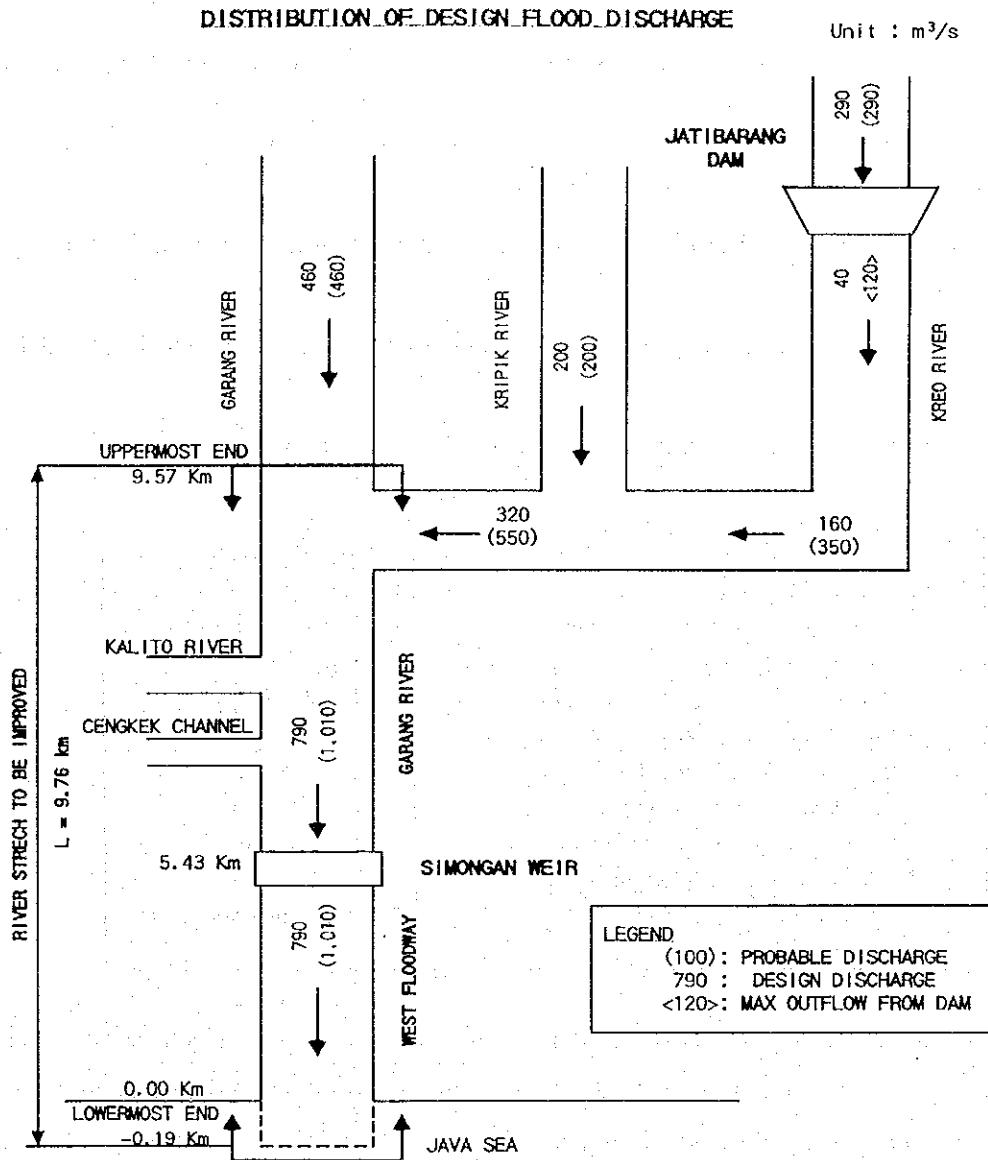 DISTRIBUTION OF DESIGN FLOOD DISCHARGE
Unit : m³/s
290
(290)
JATIBARANG
DAM
460
(460)
GARANG RIVER
KRIPIK RIVER
200
(200)
40
<120>
KREO RIVER
UPPERMOST END
9.57 Km
320
(550)
160
(350)
KALITO RIVER
CENGKEK CHANNEL
790
(1,010)
GARANG RIVER
RIVER STRECH TO BE IMPROVED
L = 9.76 km
5.43 Km
SIMONGAN WEIR
790
(1,010)
WEST FLOODWAY
LEGEND
(100): PROBABLE DISCHARGE
790 : DESIGN DISCHARGE
<120>: MAX OUTFLOW FROM DAM
0.00 Km
LOWERMOST END
-0.19 Km
JAVA SEA